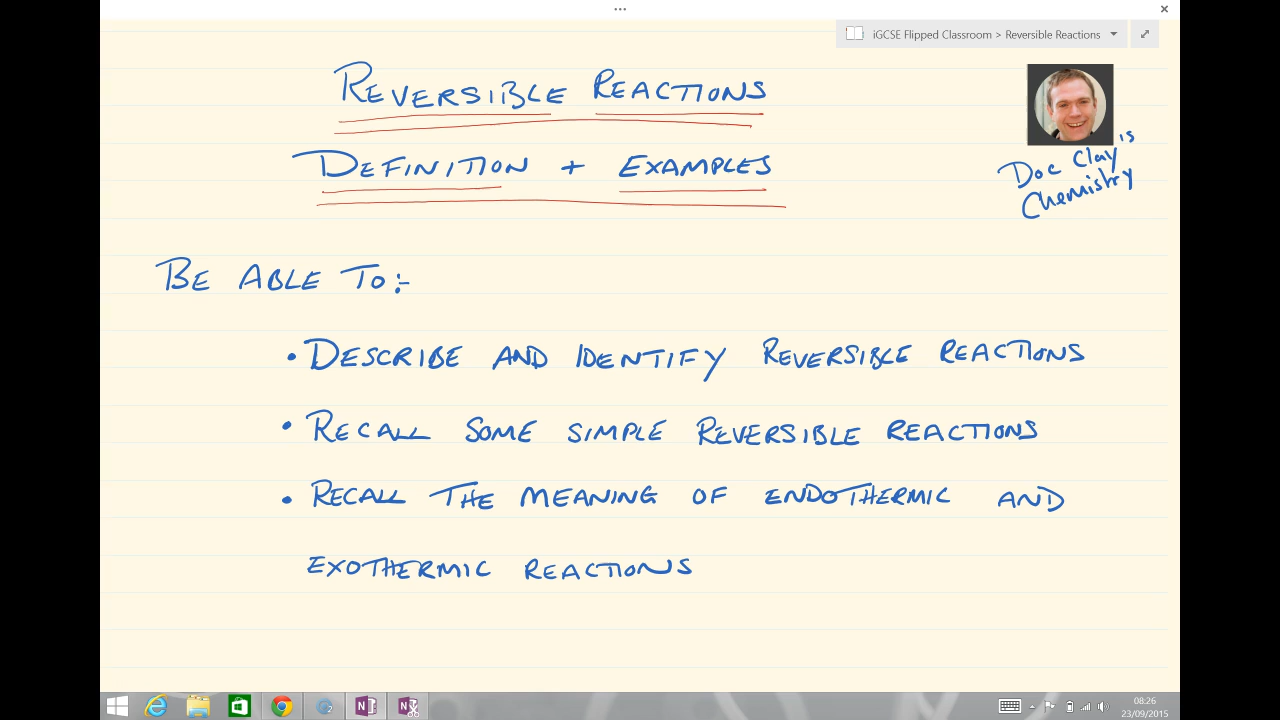 iGCSE Flipped Classroom > Reversible Reactions
REVERSIBLE REACTIONS
DEFINITION + EXAMPLES
Doc Clay's
Chemistry
BE ABLE TO:-
• DESCRIBE AND IDENTIFY REVERSIBLE REACTIONS
• RECALL SOME SIMPLE REVERSIBLE REACTIONS
• RECALL THE MEANING OF ENDOTHERMIC AND
EXOTHERMIC REACTIONS
08:26
23/09/2015